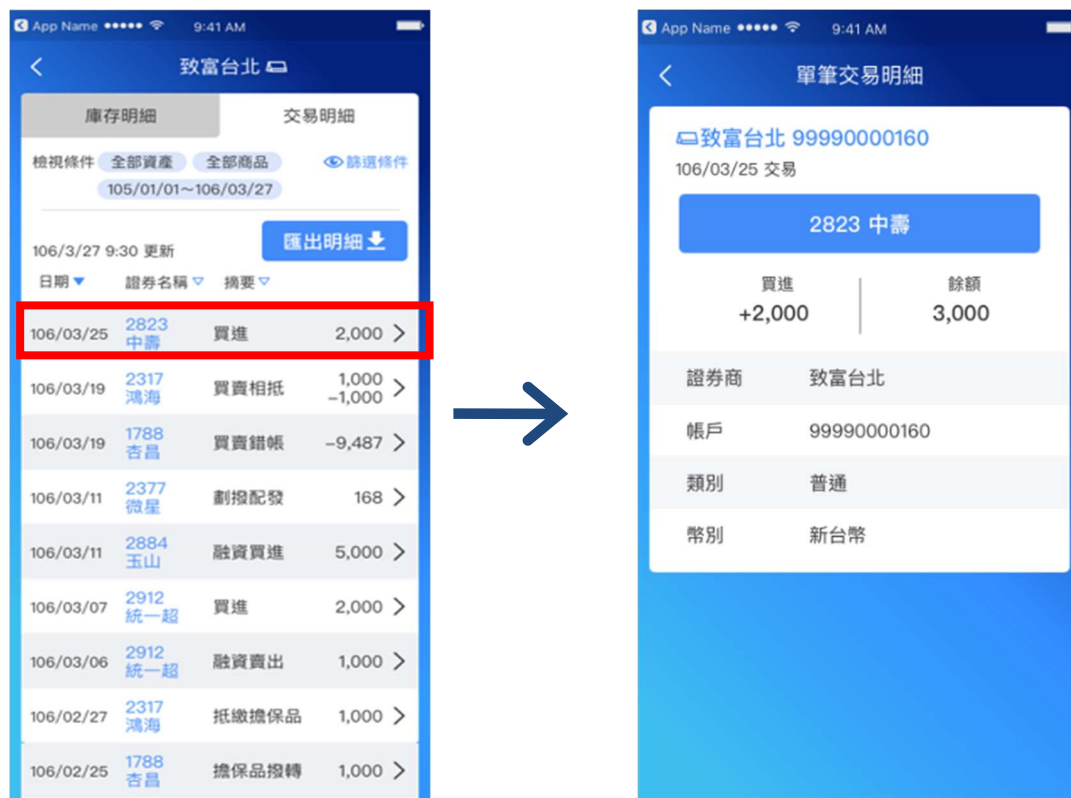 App Name 9:41 AM
致富台北
庫存明細 交易明細
檢視條件 全部資產 全部商品 篩選條件
105/01/01~106/03/27
106/3/27 9:30 更新 匯出明細
日期 證券名稱 摘要
106/03/25 2823 中壽 買進 2,000
106/03/19 2317 鴻海 買賣相抵 1,000 -1,000
106/03/19 1788 杏昌 買賣錯帳 -9,487
106/03/11 2377 微星 劃撥配發 168
106/03/11 2884 玉山 融資買進 5,000
106/03/07 2912 統一超 買進 2,000
106/03/06 2912 統一超 融資賣出 1,000
106/02/27 2317 鴻海 抵繳擔保品 1,000
106/02/25 1788 杏昌 擔保品撥轉 1,000
App Name 9:41 AM
單筆交易明細
致富台北 99990000160
106/03/25 交易
2823 中壽
買進 餘額
+2,000 3,000
證券商 致富台北
帳戶 99990000160
類別 普通
幣別 新台幣